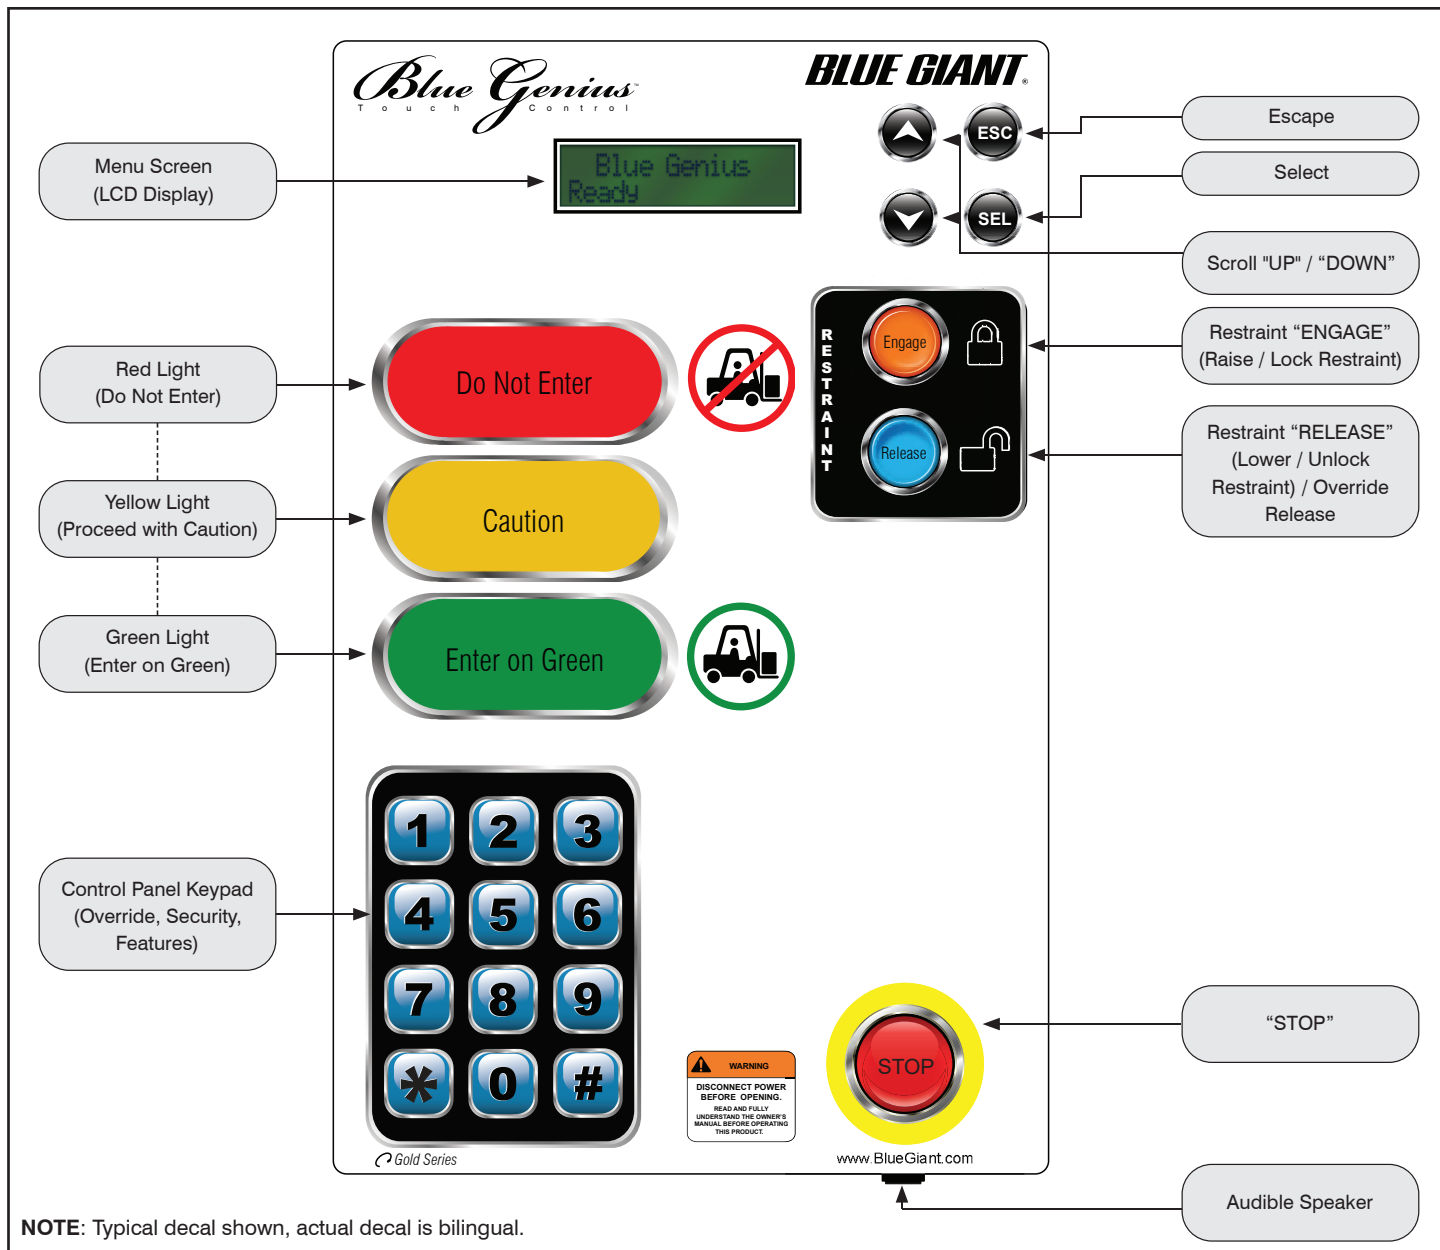 Blue Genius™
Touch Control
BLUE GIANT®
ESC
SEL
Blue Genius
Ready
Menu Screen
(LCD Display)
Escape
Select
Scroll "UP" / “DOWN”
Restraint “ENGAGE”
(Raise / Lock Restraint)
Restraint “RELEASE”
(Lower / Unlock
Restraint) / Override
Release
RESTRAINT
Engage
Release
Red Light
(Do Not Enter)
Do Not Enter
Yellow Light
(Proceed with Caution)
Caution
Green Light
(Enter on Green)
Enter on Green
Control Panel Keypad
(Override, Security,
Features)
1 2 3
4 5 6
7 8 9
* 0 #
Gold Series
WARNING
DISCONNECT POWER
BEFORE OPENING.
READ AND FULLY
UNDERSTAND THE OWNER'S
MANUAL BEFORE OPERATING
THIS PRODUCT.
STOP
“STOP”
www.BlueGiant.com
Audible Speaker
NOTE: Typical decal shown, actual decal is bilingual.